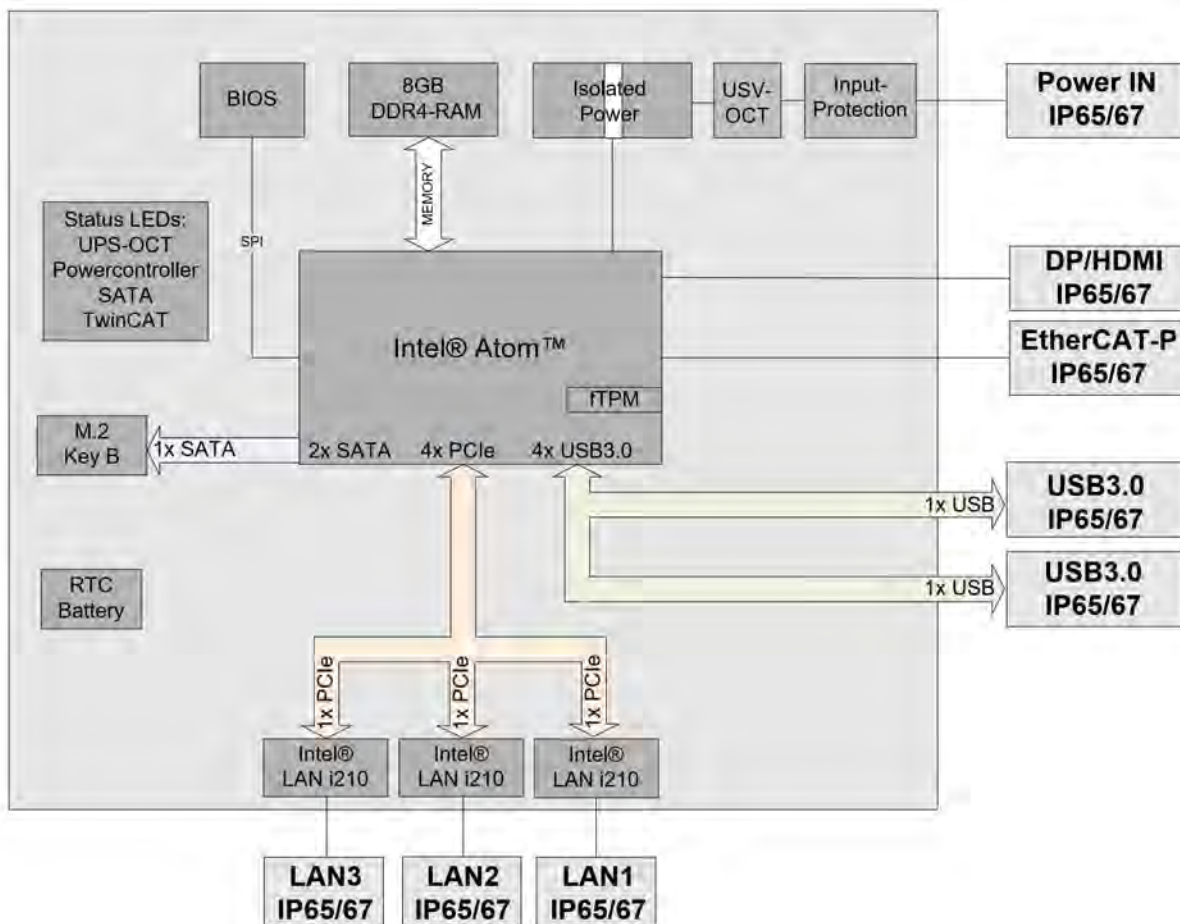 BIOS
8GB
DDR4-RAM
Isolated
Power
USV-
OCT
Input-
Protection
Power IN
IP65/67
Status LEDs:
UPS-OCT
Powercontroller
SATA
TwinCAT
SPI
MEMORY
DP/HDMI
IP65/67
Intel® Atom™
EtherCAT-P
IP65/67
fTPM
M.2
Key B
1x SATA
2x SATA
4x PCIe
4x USB3.0
1x USB
USB3.0
IP65/67
1x USB
USB3.0
IP65/67
RTC
Battery
1x PCIe
1x PCIe
1x PCIe
Intel®
LAN i210
Intel®
LAN i210
Intel®
LAN i210
LAN3
IP65/67
LAN2
IP65/67
LAN1
IP65/67